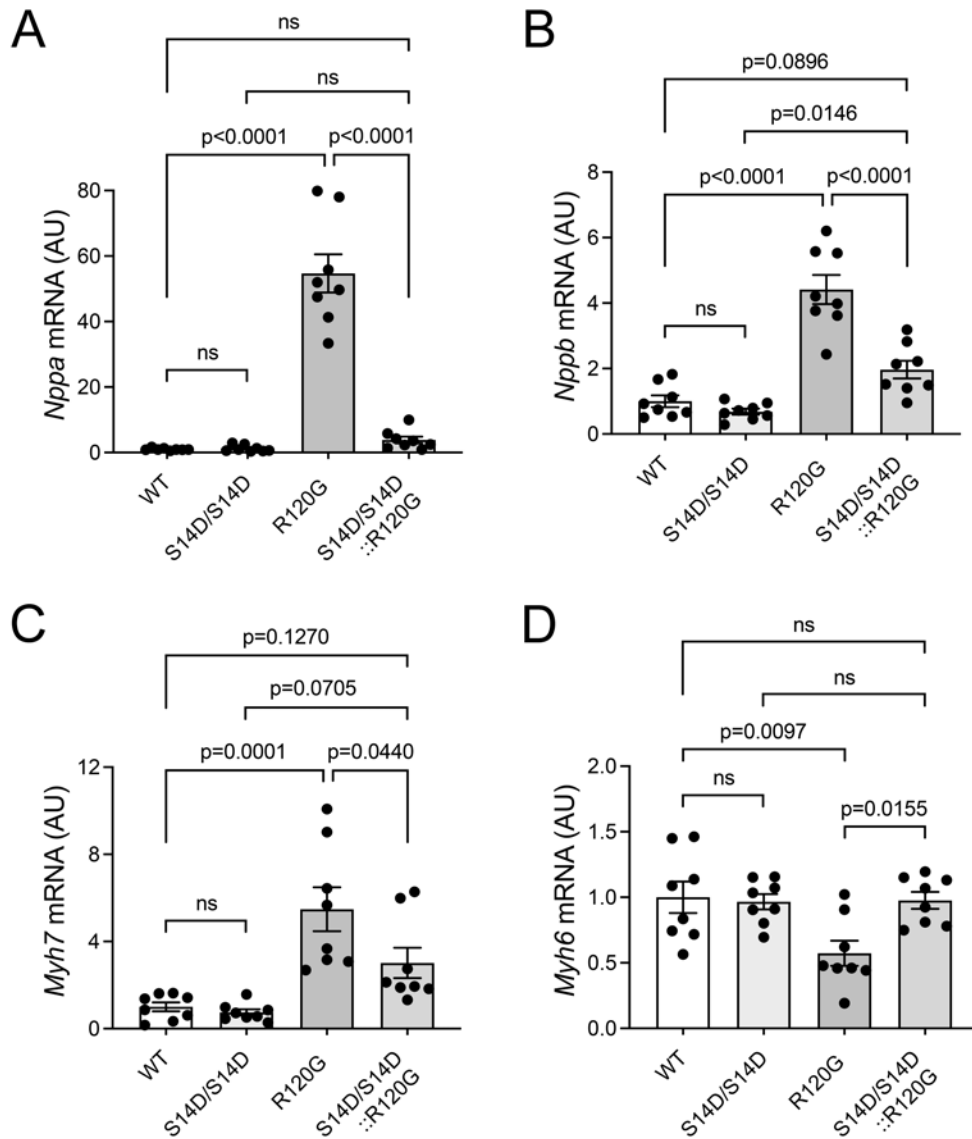 A
ns
ns
p<0.0001 p<0.0001
ns
Nppa mRNA (AU)
80
60
40
20
0
WT
S14D/S14D
R120G
S14D/S14D
::R120G
B
p=0.0896
p=0.0146
p<0.0001 p<0.0001
ns
Nppb mRNA (AU)
8
6
4
2
0
WT
S14D/S14D
R120G
S14D/S14D
::R120G
C
p=0.1270
p=0.0705
p=0.0001 p=0.0440
ns
Myh7 mRNA (AU)
12
8
4
0
WT
S14D/S14D
R120G
S14D/S14D
::R120G
D
ns
ns
p=0.0097
ns
p=0.0155
Myh6 mRNA (AU)
2.0
1.5
1.0
0.5
0.0
WT
S14D/S14D
R120G
S14D/S14D
::R120G